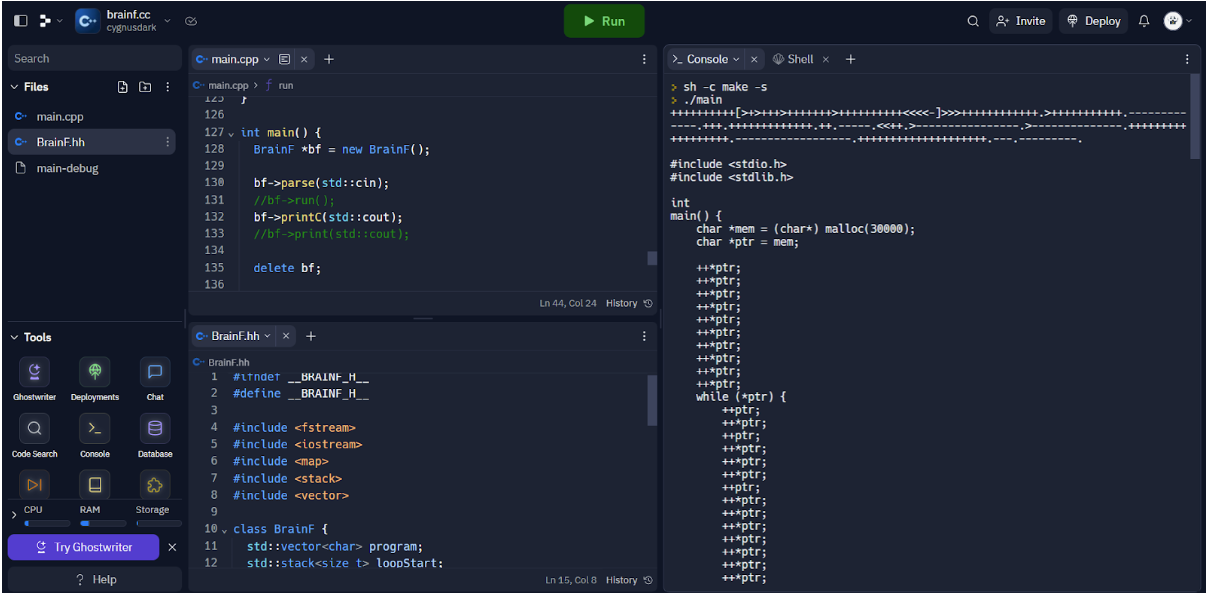 brainf.cc
cygnusdark
Run
Invite
Deploy
Search
Files
main.cpp
BrainF.hh
main-debug
Tools
Ghostwriter
Deployments
Chat
Code Search
Console
Database
CPU
RAM
Storage
Try Ghostwriter
? Help
C++ main.cpp
C++ main.cpp > f run
125 }
126
127 int main() {
128 BrainF *bf = new BrainF();
129
130 bf->parse(std::cin);
131 //bf->run();
132 bf->printC(std::cout);
133 //bf->print(std::cout);
134
135 delete bf;
136
Ln 44, Col 24 History
C++ BrainF.hh
C++ BrainF.hh
1 #ifndef __BRAINF_H__
2 #define __BRAINF_H__
3
4 #include <fstream>
5 #include <iostream>
6 #include <map>
7 #include <stack>
8 #include <vector>
9
10 class BrainF {
11 std::vector<char> program;
12 std::stack<size_t> loopStart;
Ln 15, Col 8 History
Console
Shell
> sh -c make -s
> ./main
++++++++++[>+>+++>+++++++>++++++++++<<<<-]>>>++++++++++++.>+++++++++++.---------
----.+++.+++++++++++++.++.-----.<<++.>-----------------.>--------------.+++++++++
+++++++++.------------------.++++++++++++++++++++.---.---------.
#include <stdio.h>
#include <stdlib.h>
int
main() {
char *mem = (char*) malloc(30000);
char *ptr = mem;
++*ptr;
++*ptr;
++*ptr;
++*ptr;
++*ptr;
++*ptr;
++*ptr;
++*ptr;
++*ptr;
++*ptr;
while (*ptr) {
++ptr;
++*ptr;
++ptr;
++*ptr;
++*ptr;
++*ptr;
++ptr;
++*ptr;
++*ptr;
++*ptr;
++*ptr;
++*ptr;
++*ptr;
++*ptr;